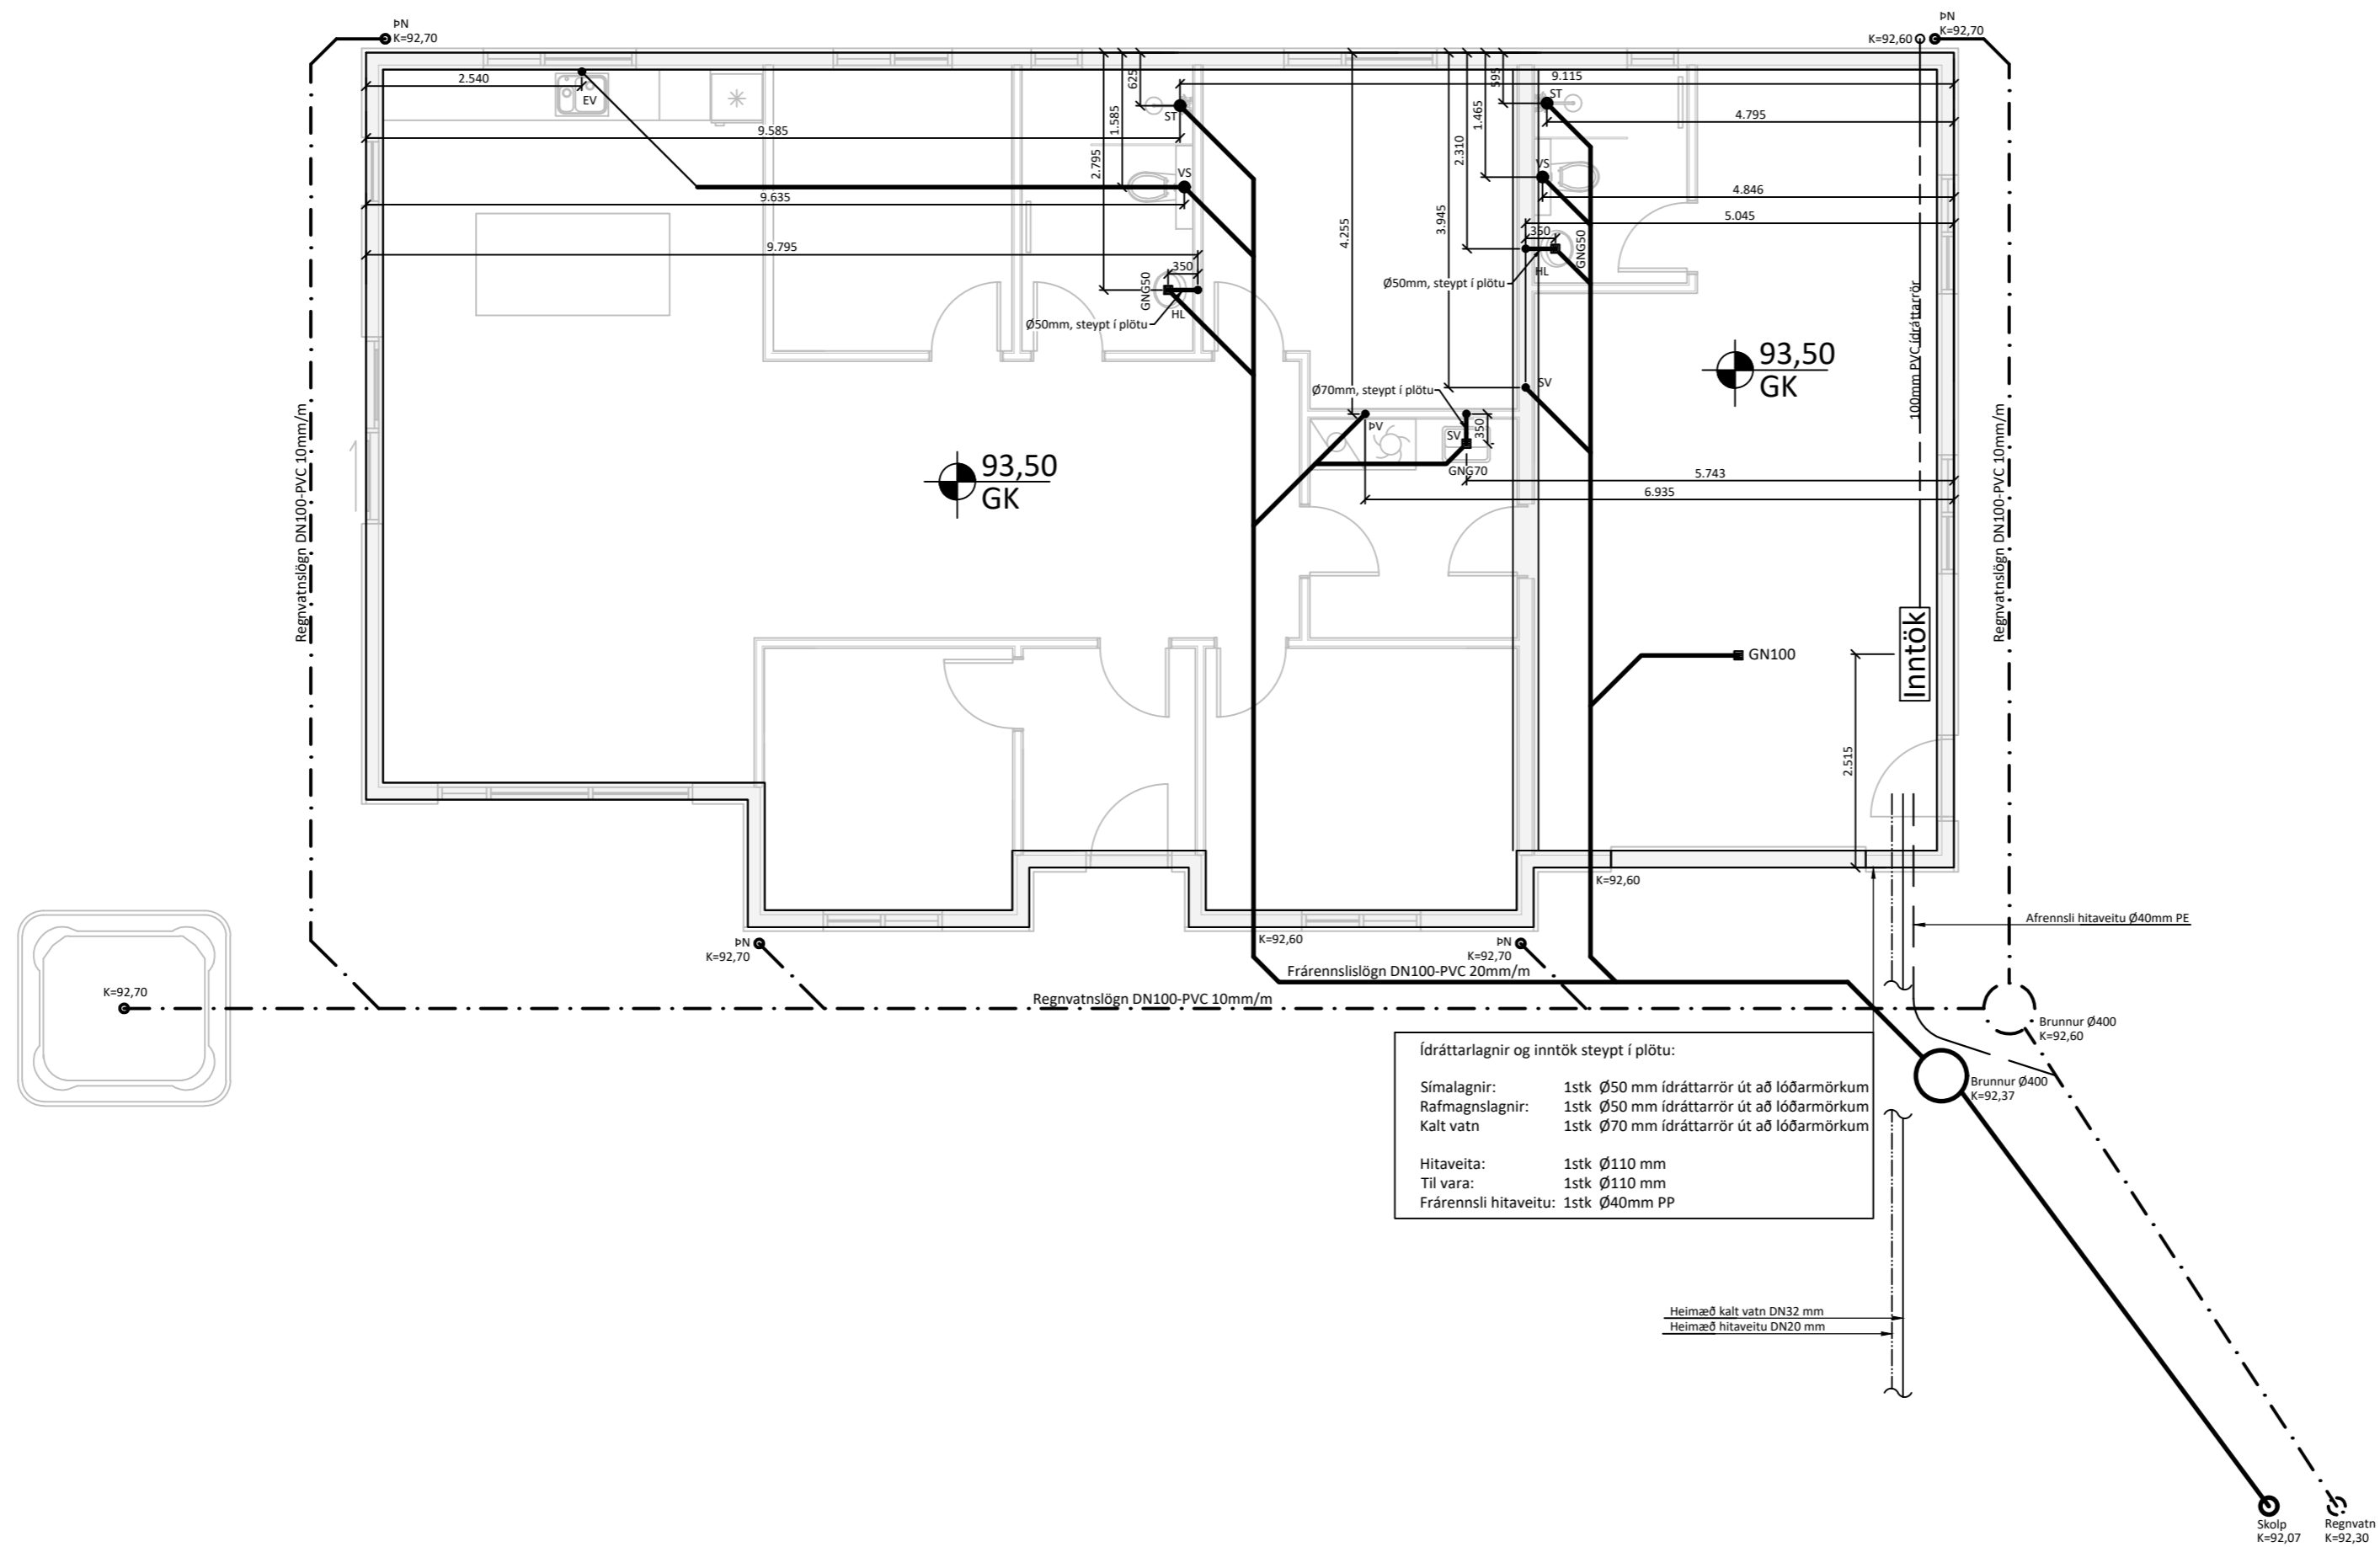 ÞN
K=92,70
K=92,60
ÞN
K=92,70
2.540
EV
9.585
9.635
9.795
2.795
1.585
625
ST
VS
350
GNG50
HL
Ø50mm, steypt í plötu
4.255
3.945
2.310
1.465
595
9.115
ST
4.795
VS
4.846
5.045
350
GNG50
HL
Ø50mm, steypt í plötu
100mm PVC ídráttarrör
Ø70mm, steypt í plötu
SV
ÞV
SV
350
GNG70
5.743
6.935
93,50
GK
93,50
GK
Regnvatnslögn DN100-PVC 10mm/m
Regnvatnslögn DN100-PVC 10mm/m
GN100
Inntök
2.515
K=92,60
Afrennsli hitaveitu Ø40mm PE
ÞN
K=92,70
K=92,60
ÞN
K=92,70
Frárennslislögn DN100-PVC 20mm/m
K=92,70
Regnvatnslögn DN100-PVC 10mm/m
Brunnur Ø400
K=92,60
Brunnur Ø400
K=92,37
Ídráttarlagnir og inntök steypt í plötu:
Símalagnir: 1stk Ø50 mm ídráttarrör út að lóðarmörkum
Rafmagnslagnir: 1stk Ø50 mm ídráttarrör út að lóðarmörkum
Kalt vatn 1stk Ø70 mm ídráttarrör út að lóðarmörkum
Hitaveita: 1stk Ø110 mm
Til vara: 1stk Ø110 mm
Frárennsli hitaveitu: 1stk Ø40mm PP
Heimæð kalt vatn DN32 mm
Heimæð hitaveitu DN20 mm
Skolp
K=92,07
Regnvatn
K=92,30